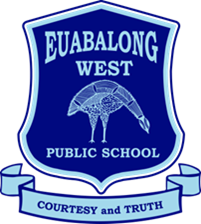 EUABALONG
WEST
PUBLIC SCHOOL
COURTESY and TRUTH